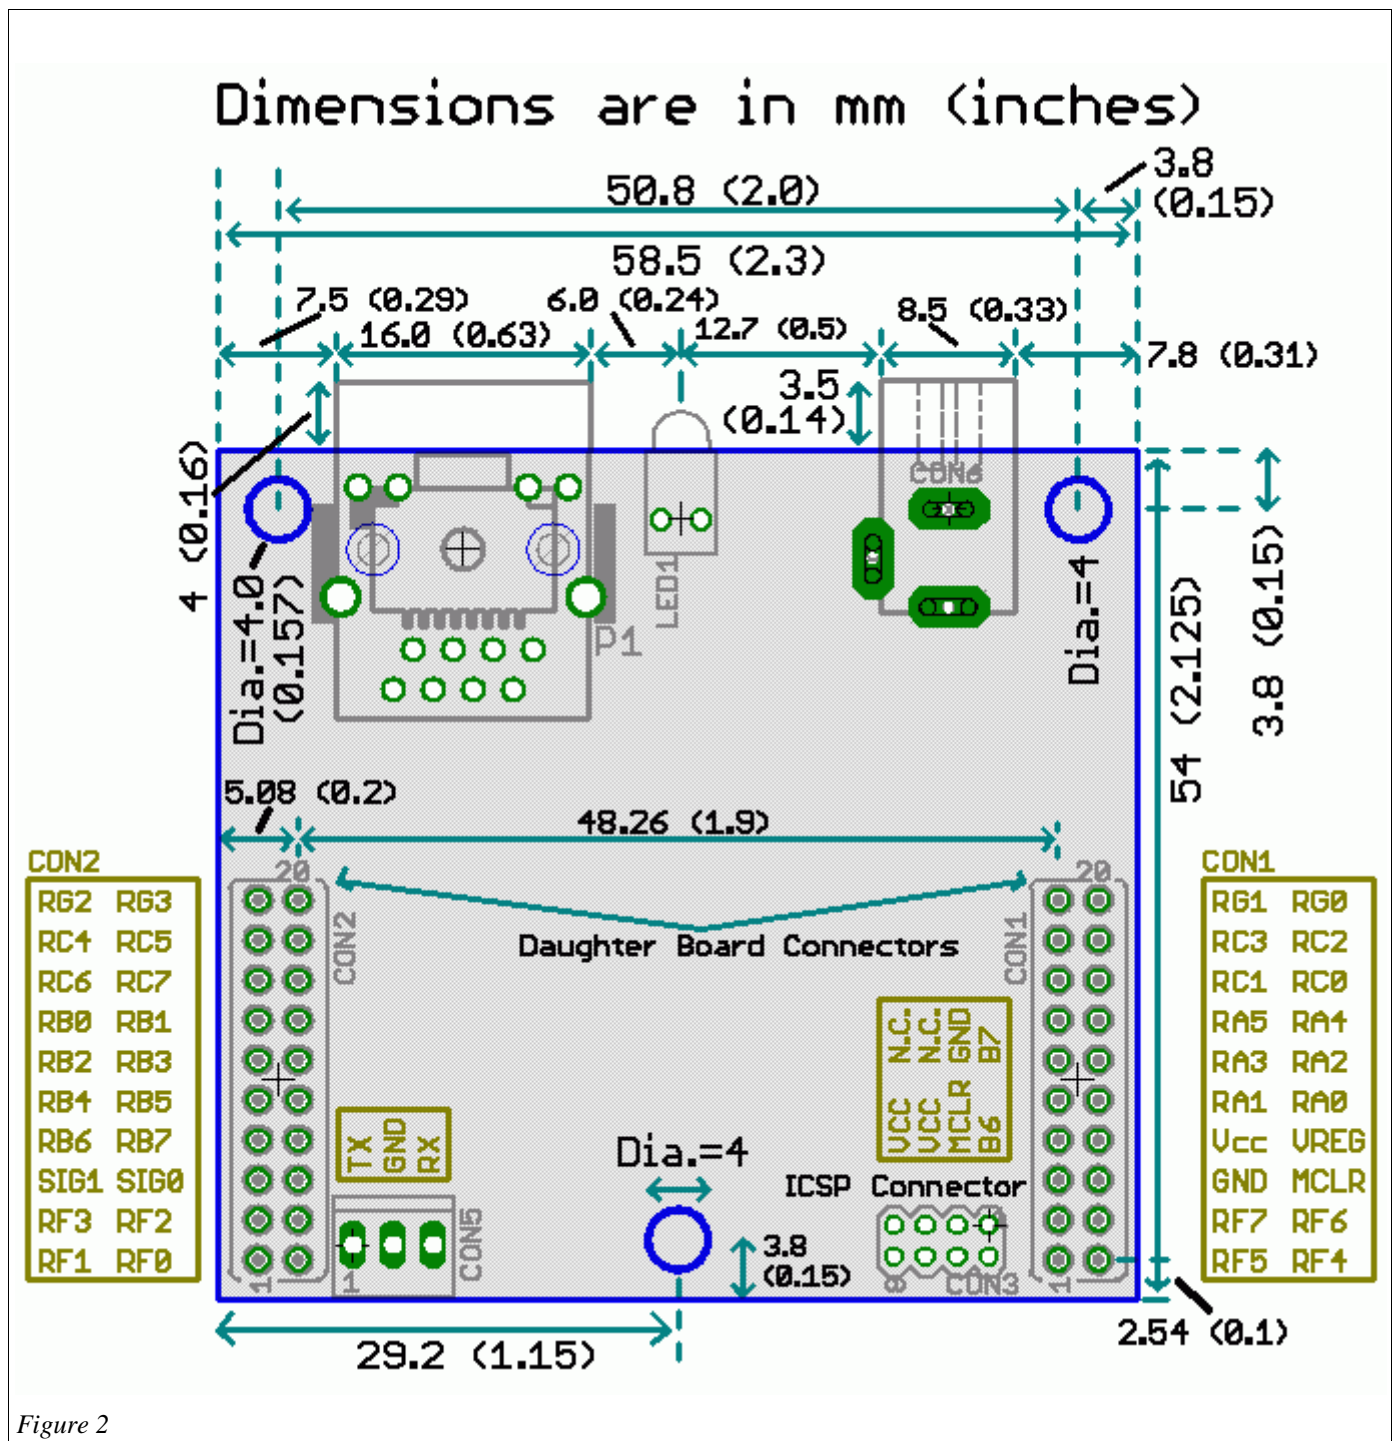 Dimensions are in mm (inches)
3.8
(0.15)
50.8 (2.0)
58.5 (2.3)
7.5 (0.29)
6.0 (0.24)
8.5 (0.33)
16.0 (0.63)
12.7 (0.5)
7.8 (0.31)
3.5
(0.14)
4 (0.16)
CON6
Dia.=4.0
(0.157)
LED1
P1
Dia.=4
54 (2.125)
3.8 (0.15)
5.08 (0.2)
48.26 (1.9)
CON2
CON1
20
20
RG2 RG3
RC4 RC5
RC6 RC7
RB0 RB1
RB2 RB3
RB4 RB5
RB6 RB7
SIG1 SIG0
RF3 RF2
RF1 RF0
CON2
Daughter Board Connectors
CON1
RG1 RG0
RC3 RC2
RC1 RC0
RA5 RA4
RA3 RA2
RA1 RA0
Vcc VREG
GND MCLR
RF7 RF6
RF5 RF4
VCC N.C.
VCC N.C.
MCLR GND
B6 B7
TX
GND
RX
Dia.=4
ICSP Connector
CON5
3.8
(0.15)
1
1
8
CON3
1
2.54 (0.1)
29.2 (1.15)
Figure 2